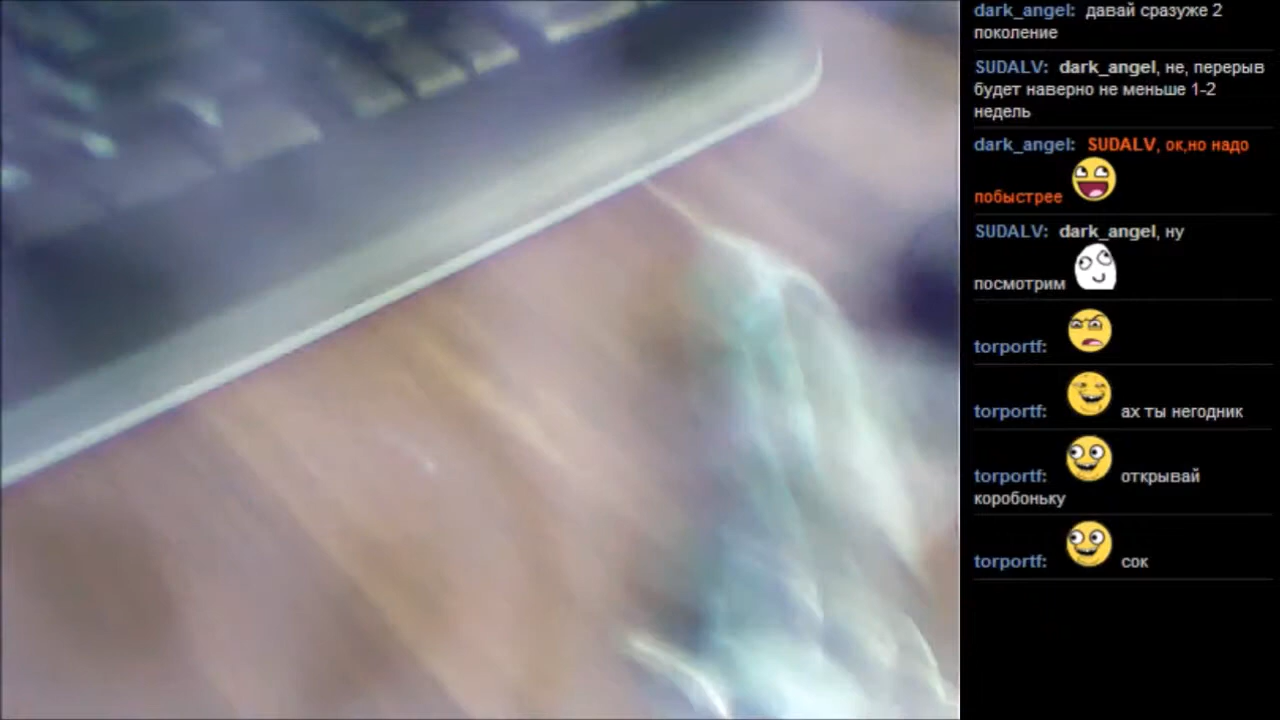 dark_angel: давай сразуже 2
поколение
SUDALV: dark_angel, не, перерыв
будет наверно не меньше 1-2
недель
dark_angel: SUDALV, ок,но надо
побыстрее
SUDALV: dark_angel, ну
посмотрим
torportf:
torportf: ах ты негодник
torportf: открывай
коробоньку
torportf: сок